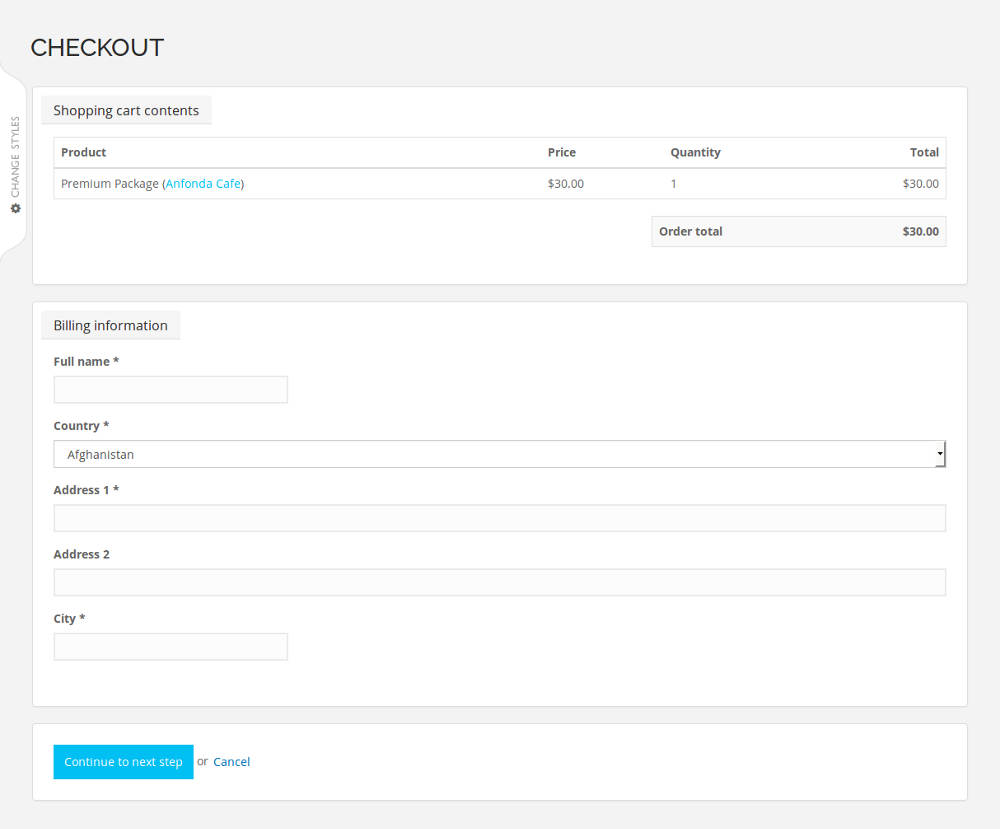 CHECKOUT
CHANGE STYLES
Shopping cart contents
Product Price Quantity Total
Premium Package (Anfonda Cafe) $30.00 1 $30.00
Order total $30.00
Billing information
Full name *
Country *
Afghanistan
Address 1 *
Address 2
City *
Continue to next step or Cancel